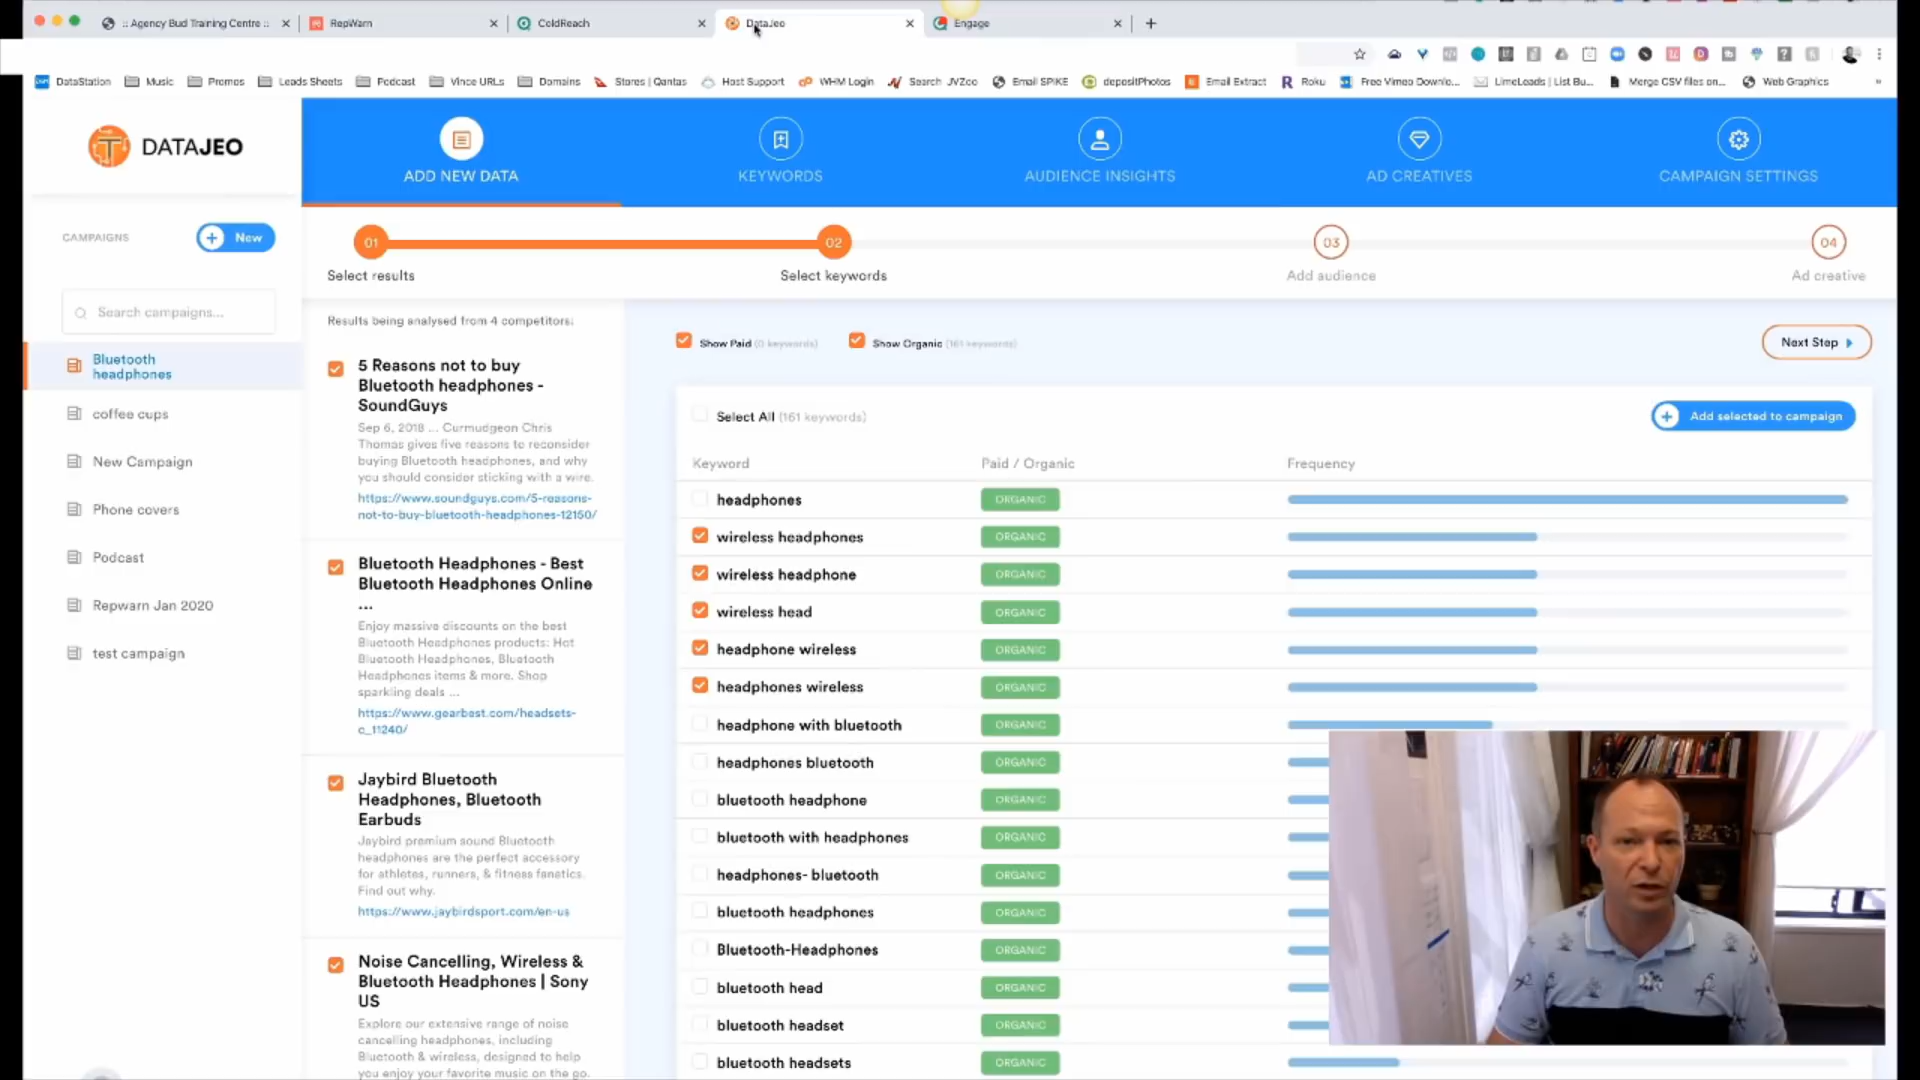 :: Agency Bud Training Centre ::
RepWarn
ColdReach
DataJeo
Engage
DataStation
Music
Promos
Leads Sheets
Podcast
Vince URLs
Domains
Stores | Qantas
Host Support
WHM Login
Search JVZoo
Email SPIKE
depositPhotos
Email Extract
Roku
Free Vimeo Downlo...
LimeLeads | List Bu...
Merge CSV files on...
Web Graphics
DATAJEO
ADD NEW DATA
KEYWORDS
AUDIENCE INSIGHTS
AD CREATIVES
CAMPAIGN SETTINGS
CAMPAIGNS
New
Search campaigns...
Bluetooth
headphones
coffee cups
New Campaign
Phone covers
Podcast
Repwarn Jan 2020
test campaign
01
02
03
04
Select results
Select keywords
Add audience
Ad creative
Results being analysed from 4 competitors:
5 Reasons not to buy
Bluetooth headphones -
SoundGuys
Sep 6, 2018 ... Curmudgeon Chris
Thomas gives five reasons to reconsider
buying Bluetooth headphones, and why
you should consider sticking with a wire.
https://www.soundguys.com/5-reasons-
not-to-buy-bluetooth-headphones-12150/
Bluetooth Headphones - Best
Bluetooth Headphones Online
...
Enjoy massive discounts on the best
Bluetooth Headphones products: Hot
Bluetooth Headphones, Bluetooth
Headphones items & more. Shop
sparkling deals ...
https://www.gearbest.com/headsets-
c_11240/
Jaybird Bluetooth
Headphones, Bluetooth
Earbuds
Jaybird premium sound Bluetooth
headphones are the perfect accessory
for athletes, runners, & fitness fanatics.
Find out why.
https://www.jaybirdsport.com/en-us
Noise Cancelling, Wireless &
Bluetooth Headphones | Sony
US
Explore our extensive range of noise
cancelling headphones, including
Bluetooth & wireless, designed to help
you enjoy your favorite music on the go.
Show Paid (0 keywords)
Show Organic (161 keywords)
Next Step
Select All (161 keywords)
Add selected to campaign
Keyword Paid / Organic Frequency
headphones ORGANIC
wireless headphones ORGANIC
wireless headphone ORGANIC
wireless head ORGANIC
headphone wireless ORGANIC
headphones wireless ORGANIC
headphone with bluetooth ORGANIC
headphones bluetooth ORGANIC
bluetooth headphone ORGANIC
bluetooth with headphones ORGANIC
headphones- bluetooth ORGANIC
bluetooth headphones ORGANIC
Bluetooth-Headphones ORGANIC
bluetooth head ORGANIC
bluetooth headset ORGANIC
bluetooth headsets ORGANIC